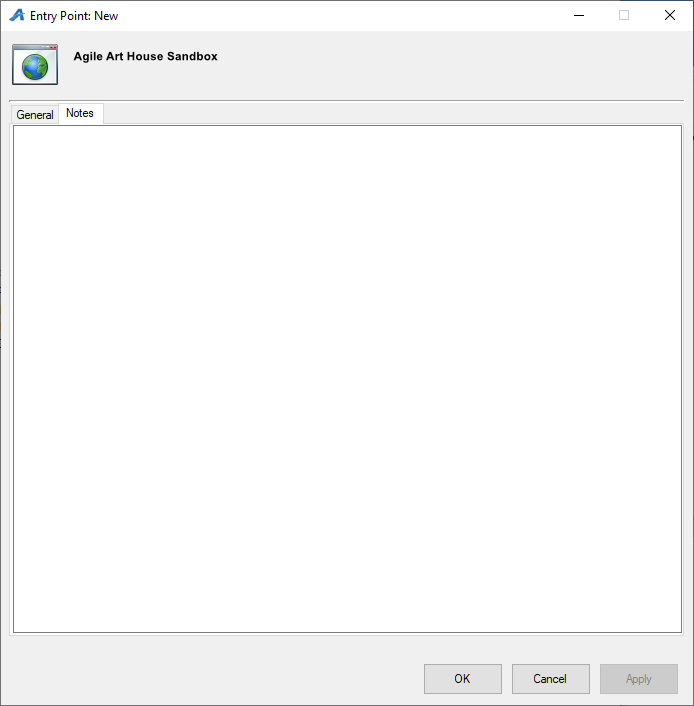 Entry Point: New
Agile Art House Sandbox
General
Notes
OK
Cancel
Apply